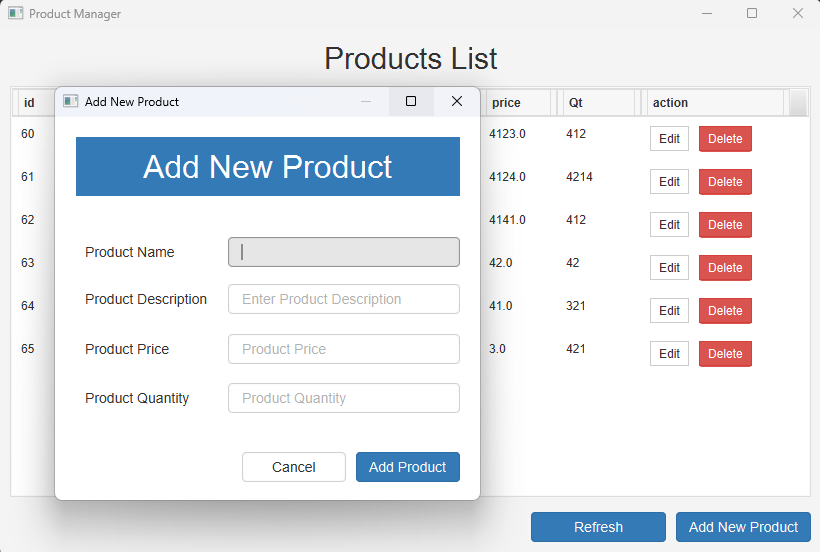 Product Manager
Products List
id price Qt action
60 4123.0 412 Edit Delete
61 4124.0 4214 Edit Delete
62 4141.0 412 Edit Delete
63 42.0 42 Edit Delete
64 41.0 321 Edit Delete
65 3.0 421 Edit Delete
Add New Product
Add New Product
Product Name
Product Description Enter Product Description
Product Price Product Price
Product Quantity Product Quantity
Cancel Add Product
Refresh Add New Product